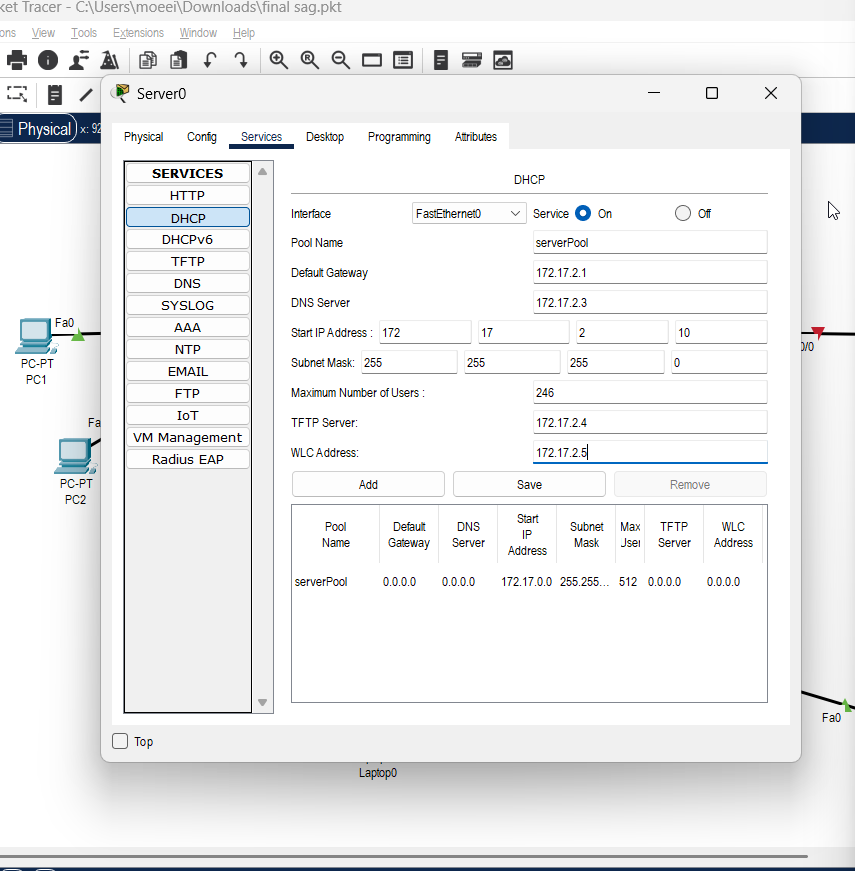 ket Tracer - C:\Users\moeei\Downloads\final sag.pkt
ons View Tools Extensions Window Help
Server0
Physical x: 92
Physical Config Services Desktop Programming Attributes
SERVICES
HTTP
DHCP
DHCPv6
TFTP
DNS
SYSLOG
AAA
NTP
EMAIL
FTP
IoT
VM Management
Radius EAP
DHCP
Interface FastEthernet0 Service On Off
Pool Name serverPool
Default Gateway 172.17.2.1
DNS Server 172.17.2.3
Start IP Address : 172 17 2 10
Subnet Mask: 255 255 255 0
Maximum Number of Users : 246
TFTP Server: 172.17.2.4
WLC Address: 172.17.2.5
Add Save Remove
Pool Name Default Gateway DNS Server Start IP Address Subnet Mask Max User TFTP Server WLC Address
serverPool 0.0.0.0 0.0.0.0 172.17.0.0 255.255... 512 0.0.0.0 0.0.0.0
Top
Fa0
PC-PT
PC1
Fa
PC-PT
PC2
0/0
Fa0
Laptop0